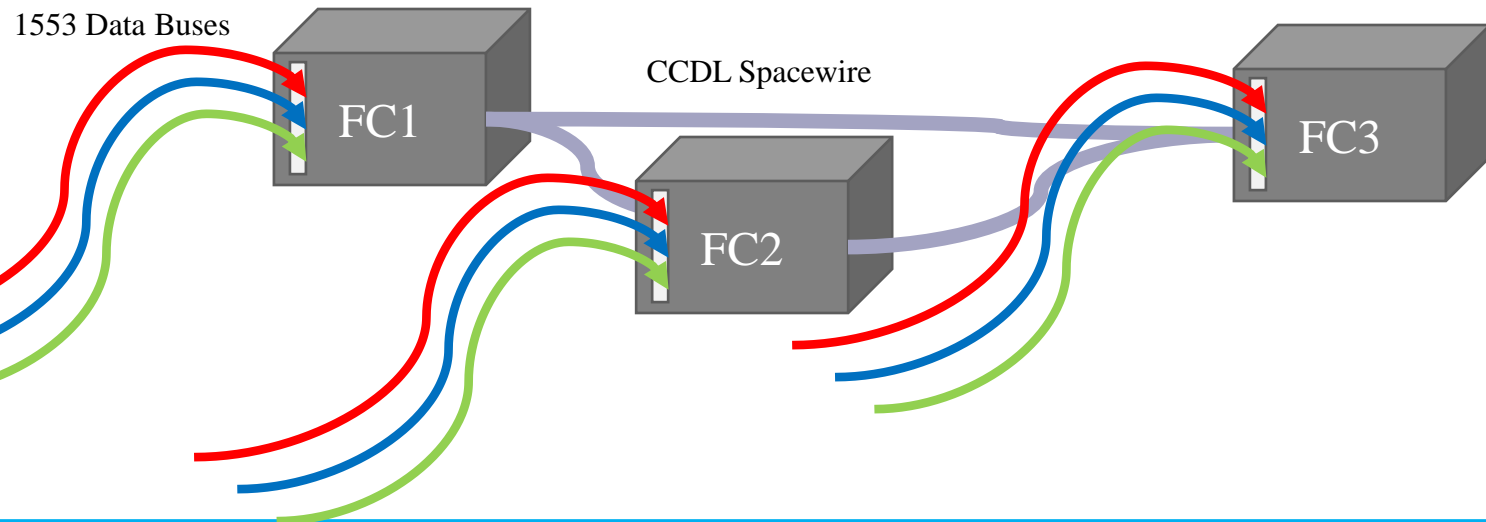 1553 Data Buses
CCDL Spacewire
FC1
FC2
FC3